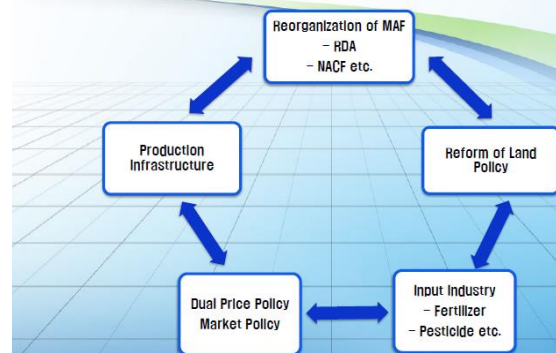 Reorganization of MAF
– RDA
– NACF etc.
Production
Infrastructure
Reform of Land
Policy
Dual Price Policy
Market Policy
Input Industry
– Fertilizer
– Pesticide etc.